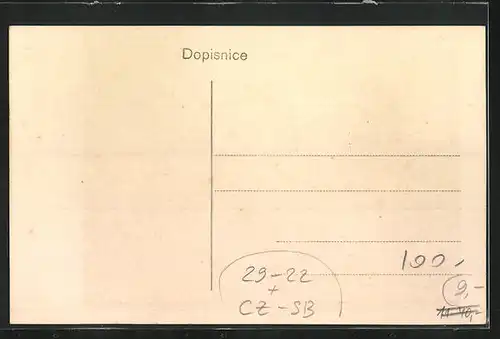 Dopisnice
100,
29-22
+
CZ-SB
9,-